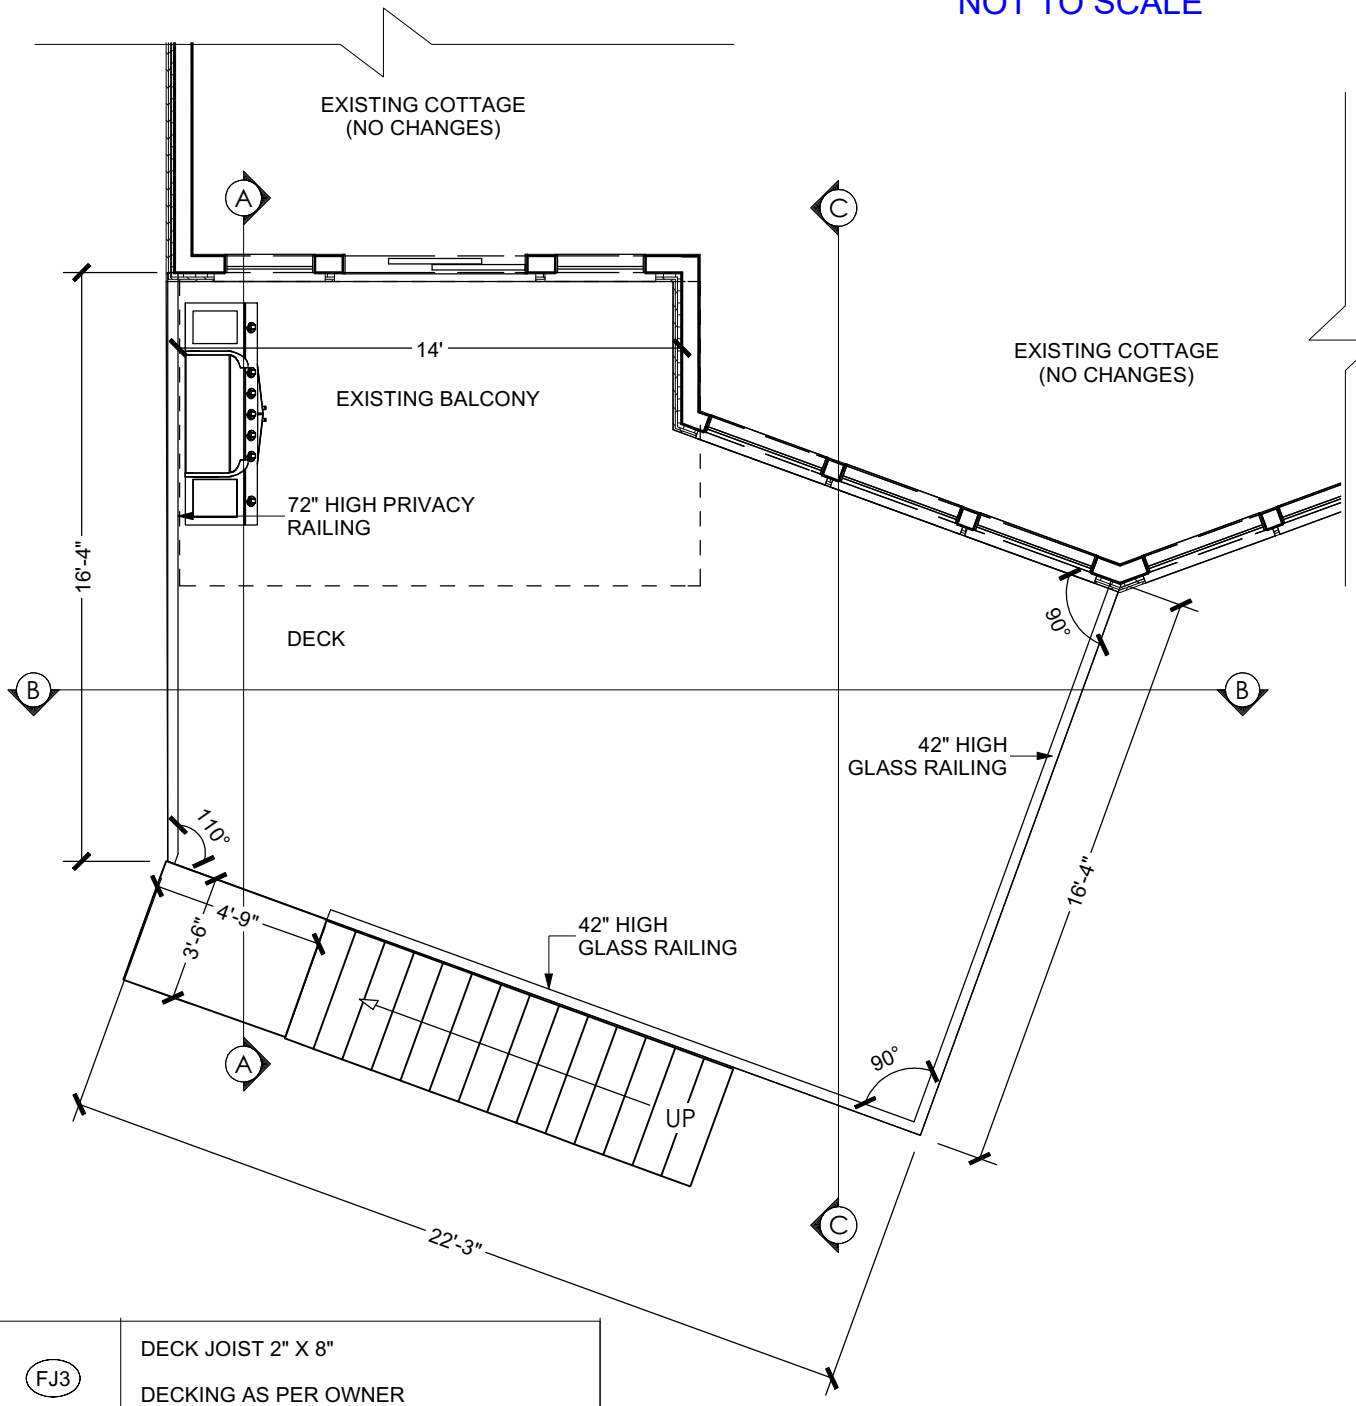 NOT TO SCALE
EXISTING COTTAGE
(NO CHANGES)
A
C
14'
EXISTING COTTAGE
(NO CHANGES)
EXISTING BALCONY
72" HIGH PRIVACY
RAILING
16'-4"
90°
DECK
B
B
42" HIGH
GLASS RAILING
110°
16'-4"
4'-9"
3'-6"
42" HIGH
GLASS RAILING
A
90°
UP
C
22'-3"
FJ3
DECK JOIST 2" X 8"
DECKING AS PER OWNER